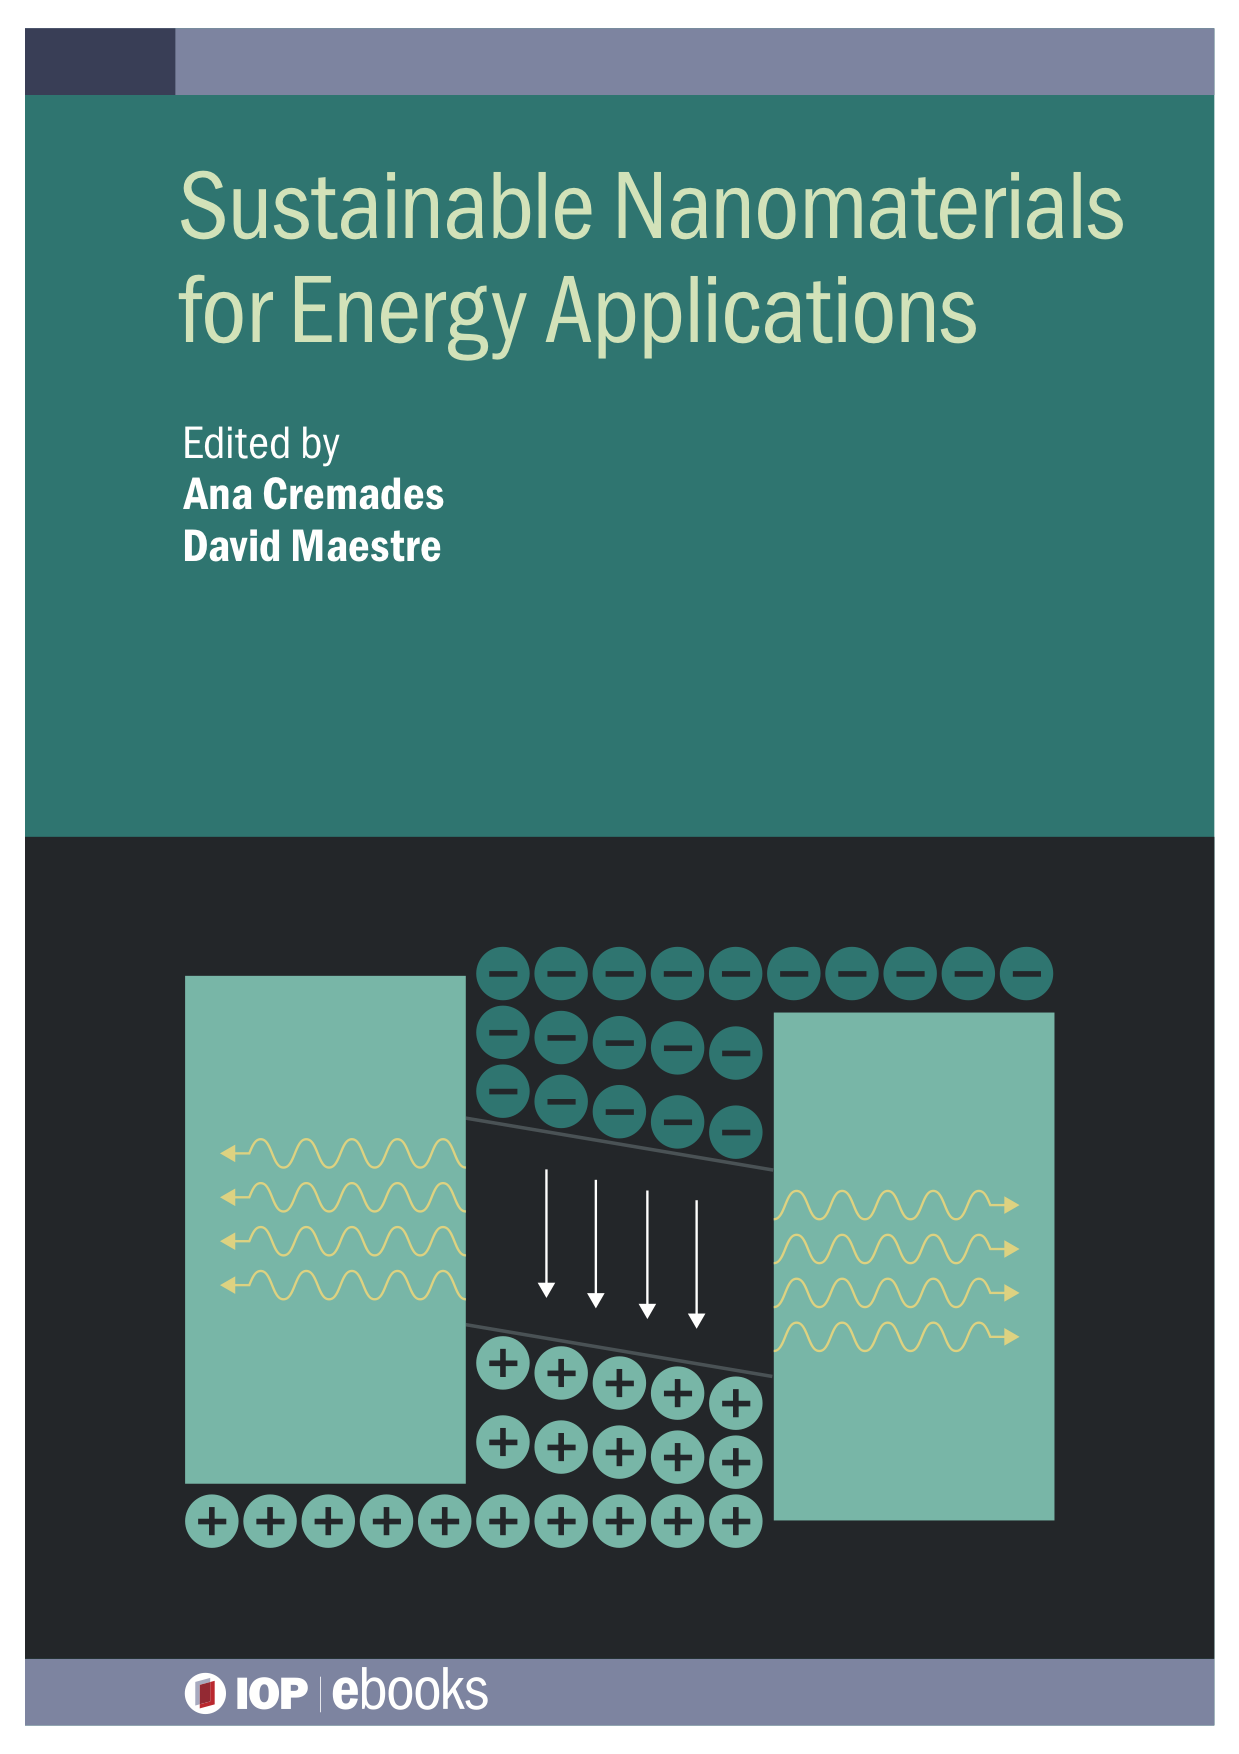 Sustainable Nanomaterials
for Energy Applications
Edited by
Ana Cremades
David Maestre
IOP | ebooks